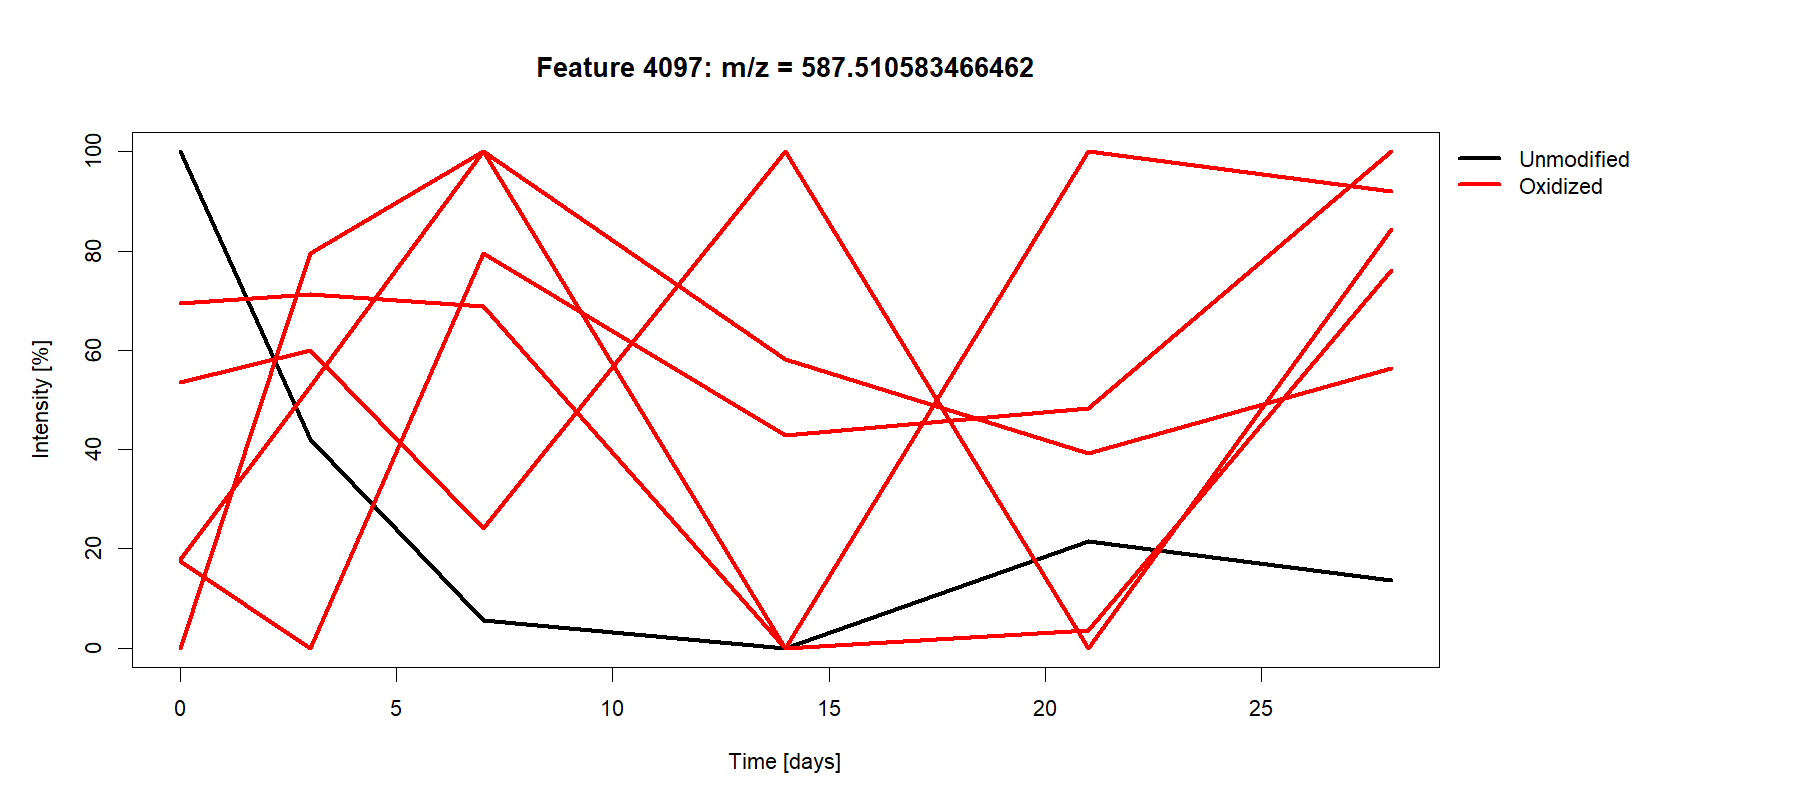 Feature 4097: m/z = 587.510583466462
100
80
60
40
20
0
Intensity [%]
0 5 10 15 20 25
Time [days]
Unmodified
Oxidized